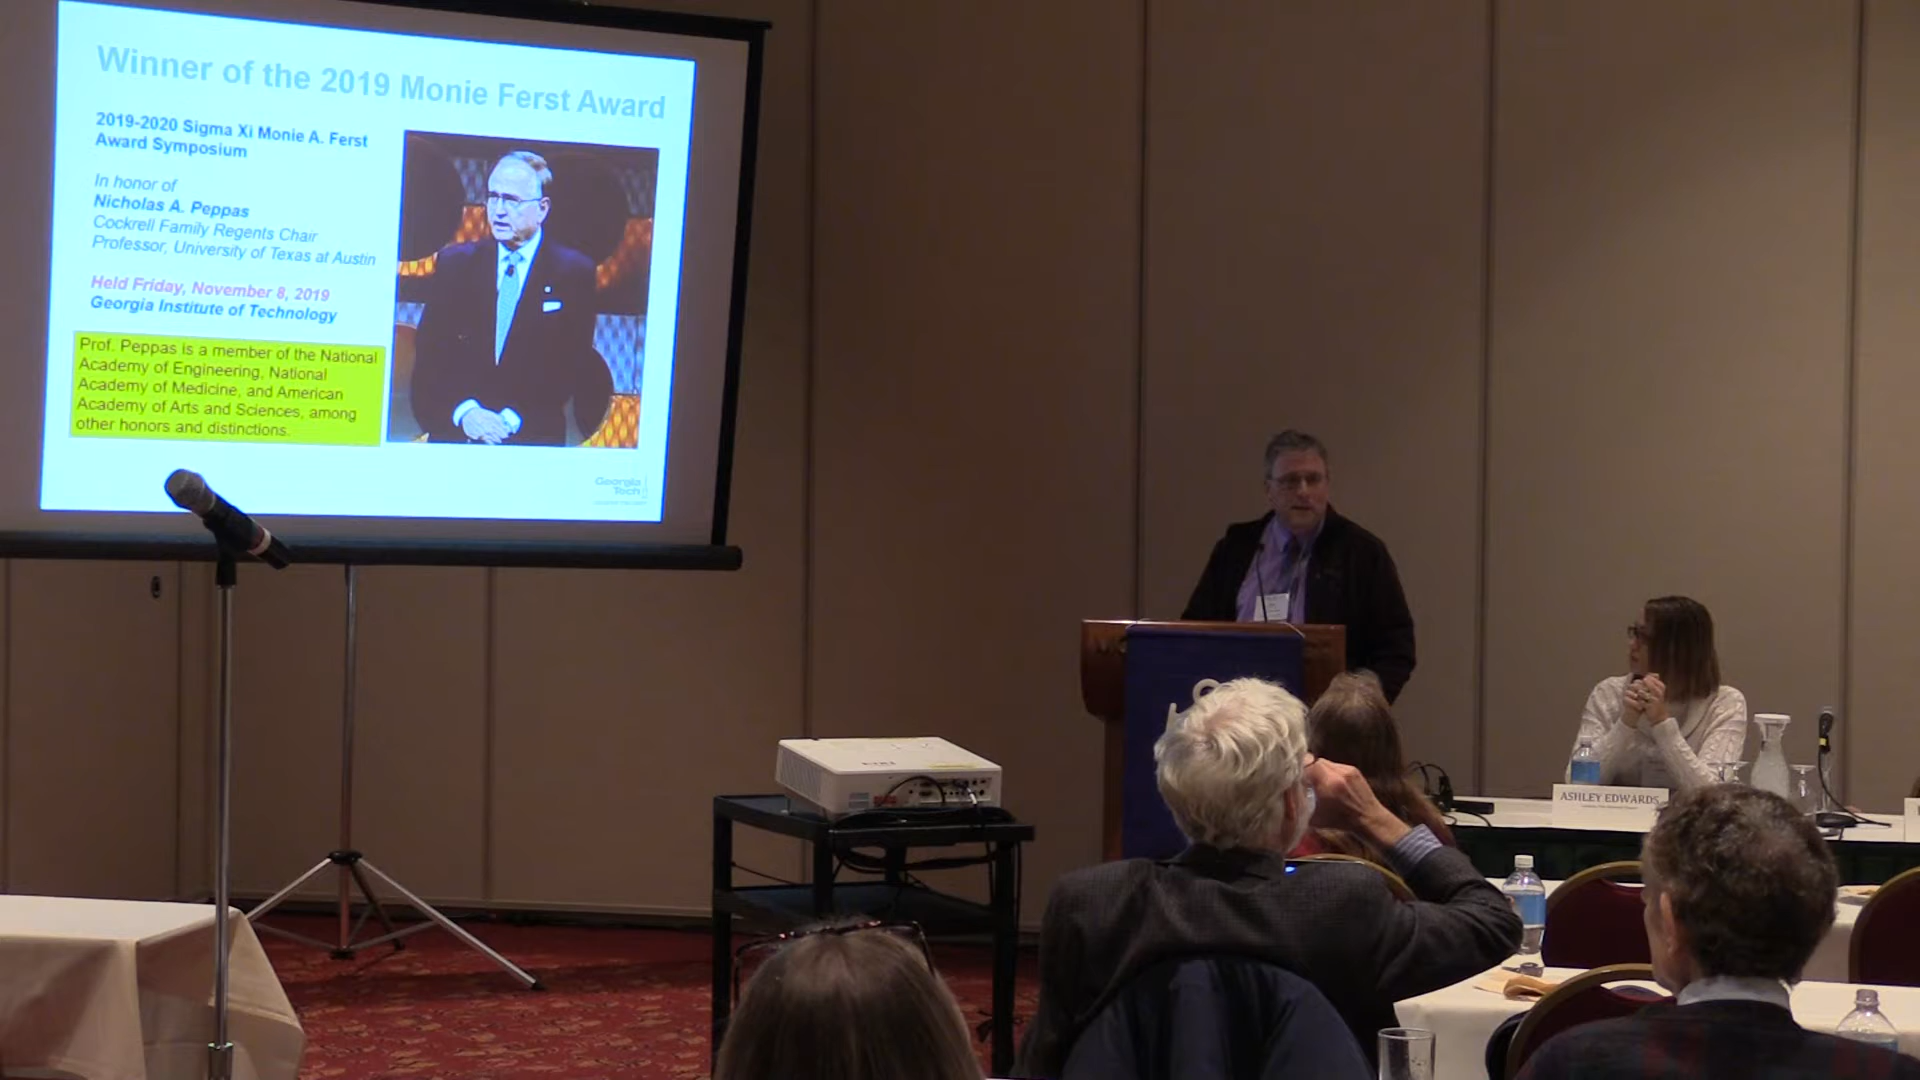 Winner of the 2019 Monie Ferst Award
2019-2020 Sigma Xi Monie A. Ferst
Award Symposium
In honor of
Nicholas A. Peppas
Cockrell Family Regents Chair
Professor, University of Texas at Austin
Held Friday, November 8, 2019
Georgia Institute of Technology
Prof. Peppas is a member of the National
Academy of Engineering, National
Academy of Medicine, and American
Academy of Arts and Sciences, among
other honors and distinctions.
Georgia
Tech
ASHLEY EDWARDS